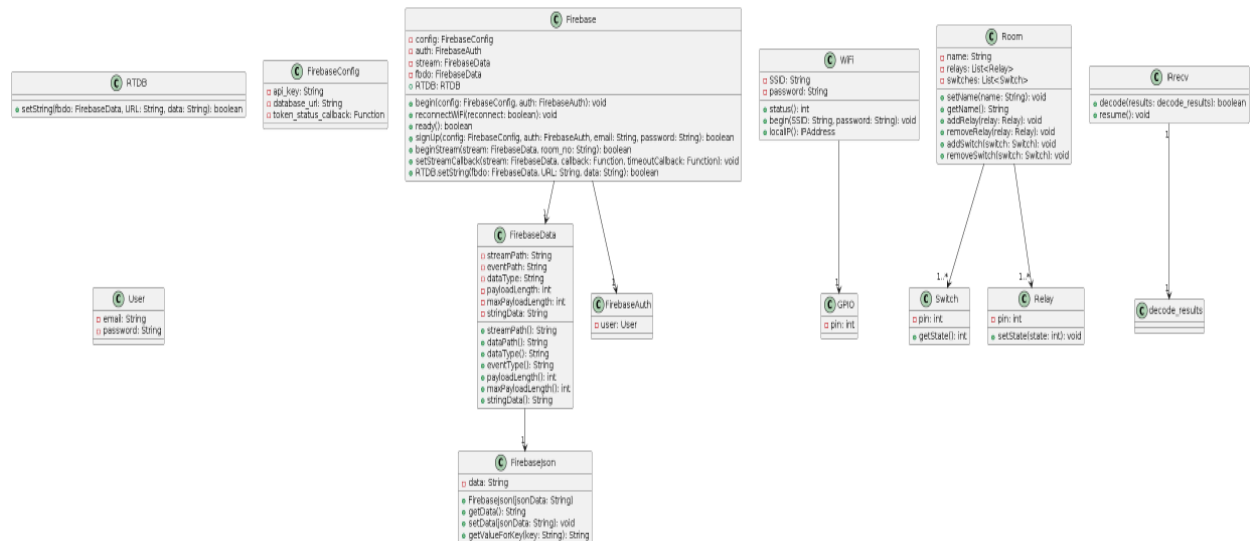 C RTDB
setString(fbdo: FirebaseData, URL: String, data: String): boolean
C FirebaseConfig
api_key: String
database_url: String
token_status_callback: Function
C Firebase
config: FirebaseConfig
auth: FirebaseAuth
stream: FirebaseData
fbdo: FirebaseData
RTDB: RTDB
begin(config: FirebaseConfig, auth: FirebaseAuth): void
reconnectWiFi(reconnect: boolean): void
ready(): boolean
signUp(config: FirebaseConfig, auth: FirebaseAuth, email: String, password: String): boolean
beginStream(stream: FirebaseData, room_no: String): boolean
setStreamCallback(stream: FirebaseData, callback: Function, timeoutCallback: Function): void
RTDB.setString(fbdo: FirebaseData, URL: String, data: String): boolean
C WiFi
SSID: String
password: String
status(): int
begin(SSID: String, password: String): void
localIP(): IPAddress
C Room
name: String
relays: List<Relay>
switches: List<Switch>
setName(name: String): void
getName(): String
addRelay(relay: Relay): void
removeRelay(relay: Relay): void
addSwitch(switch: Switch): void
removeSwitch(switch: Switch): void
C IRrecv
decode(results: decode_results): boolean
resume(): void
1
1
1
1
1..*
1..*
1
C User
email: String
password: String
C FirebaseData
streamPath: String
eventPath: String
dataType: String
payloadLength: int
maxPayloadLength: int
stringData: String
streamPath(): String
dataPath(): String
dataType(): String
eventType(): String
payloadLength(): int
maxPayloadLength(): int
stringData(): String
C FirebaseAuth
user: User
C GPIO
pin: int
C Switch
pin: int
getState(): int
C Relay
pin: int
setState(state: int): void
C decode_results
1
C FirebaseJson
data: String
FirebaseJson(jsonData: String)
getData(): String
setData(jsonData: String): void
getValueForKey(key: String): String